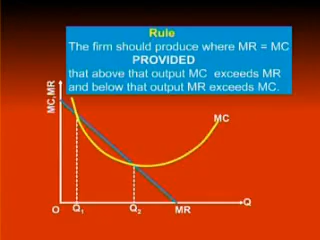 Rule
The firm should produce where MR = MC
PROVIDED
that above that output MC exceeds MR
and below that output MR exceeds MC.
MC,MR
MC
O Q₁ Q₂ MR Q